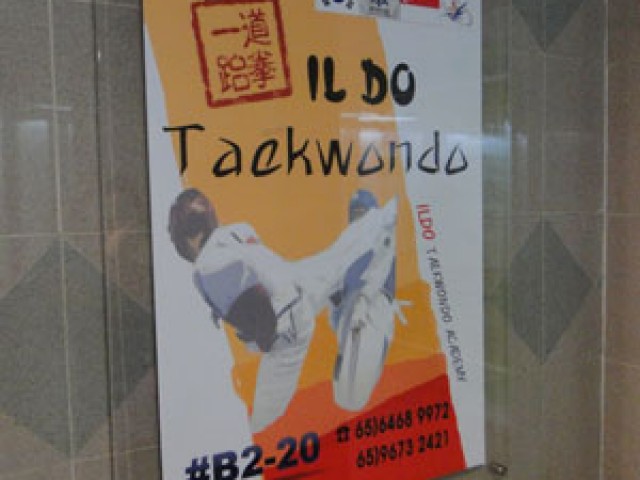 一道
跆拳
IL DO
Taekwondo
ILDO TAEKWONDO ACADEMY
☎ 65)6468 9972
65)9673 2421
#B2-20